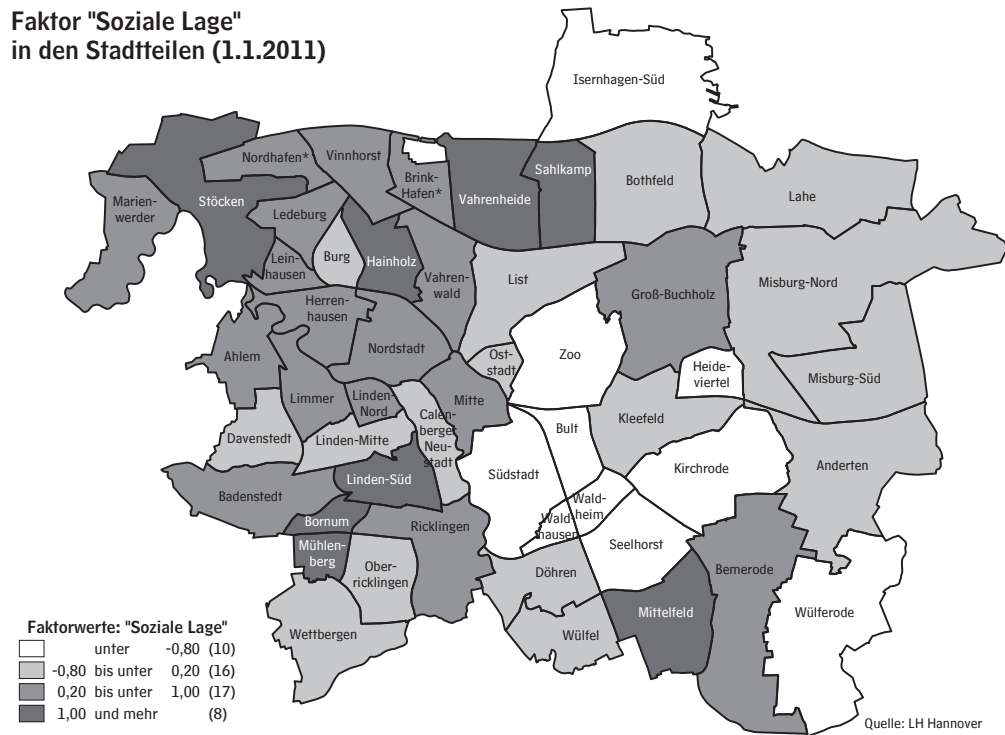 Faktor "Soziale Lage"
in den Stadtteilen (1.1.2011)
Isernhagen-Süd
Nordhafen*
Vinnhorst
Brink-
Hafen*
Vahrenheide
Sahlkamp
Bothfeld
Lahe
Marien-
werder
Stöcken
Ledeburg
Lein-
hausen
Burg
Hainholz
Vahren-
wald
List
Groß-Buchholz
Misburg-Nord
Herren-
hausen
Nordstadt
Ahlem
Ost-
stadt
Zoo
Heide-
viertel
Misburg-Süd
Limmer
Linden-
Nord
Mitte
Calen-
berger
Neu-
stadt
Kleefeld
Davenstedt
Linden-Mitte
Bult
Südstadt
Kirchrode
Anderten
Linden-Süd
Badenstedt
Wald-
heim
Wald-
hausen
Bornum
Ricklingen
Seelhorst
Mühlen-
berg
Ober-
ricklingen
Döhren
Bemerode
Mittelfeld
Wülferode
Wettbergen
Wülfel
Faktorwerte: "Soziale Lage"
unter -0,80 (10)
-0,80 bis unter 0,20 (16)
0,20 bis unter 1,00 (17)
1,00 und mehr (8)
Quelle: LH Hannover